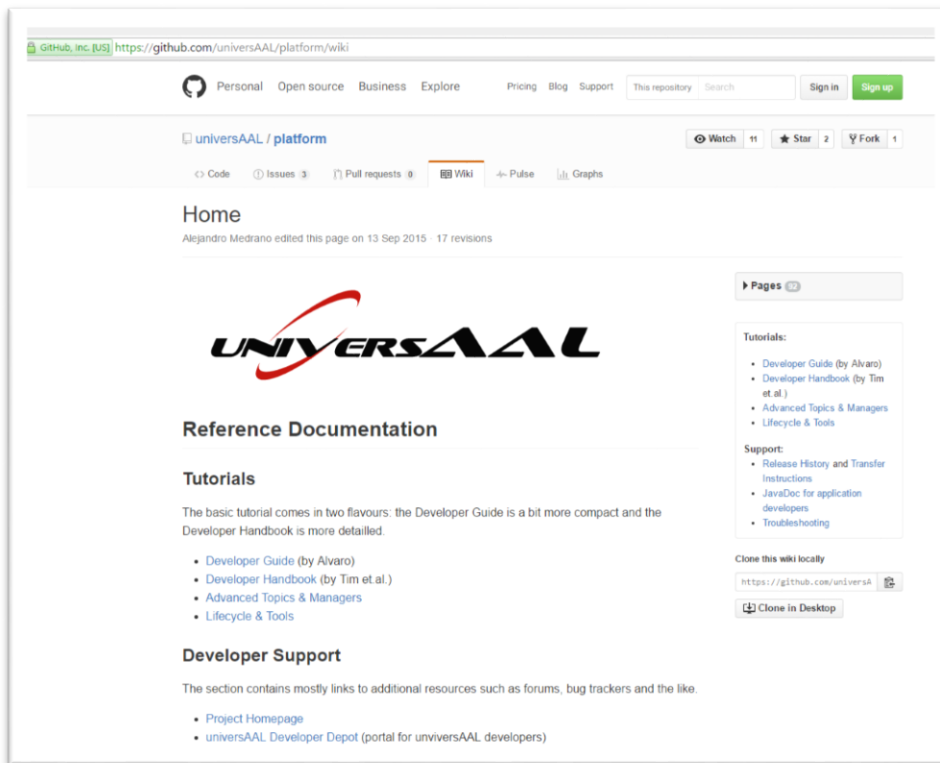 GitHub, Inc. [US] https://github.com/universAAL/platform/wiki
Personal Open source Business Explore Pricing Blog Support This repository Search Sign in Sign up
universAAL / platform Watch 11 Star 2 Fork 1
Code Issues 3 Pull requests 0 Wiki Pulse Graphs
Home
Alejandro Medrano edited this page on 13 Sep 2015 · 17 revisions
UNIVERSAAL
Reference Documentation
Tutorials
The basic tutorial comes in two flavours: the Developer Guide is a bit more compact and the
Developer Handbook is more detailled.
• Developer Guide (by Alvaro)
• Developer Handbook (by Tim et.al.)
• Advanced Topics & Managers
• Lifecycle & Tools
Developer Support
The section contains mostly links to additional resources such as forums, bug trackers and the like.
• Project Homepage
• universAAL Developer Depot (portal for unviversAAL developers)
Pages
Tutorials:
• Developer Guide (by Alvaro)
• Developer Handbook (by Tim
et.al.)
• Advanced Topics & Managers
• Lifecycle & Tools
Support:
• Release History and Transfer
Instructions
• JavaDoc for application
developers
• Troubleshooting
Clone this wiki locally
https://github.com/universA
Clone in Desktop